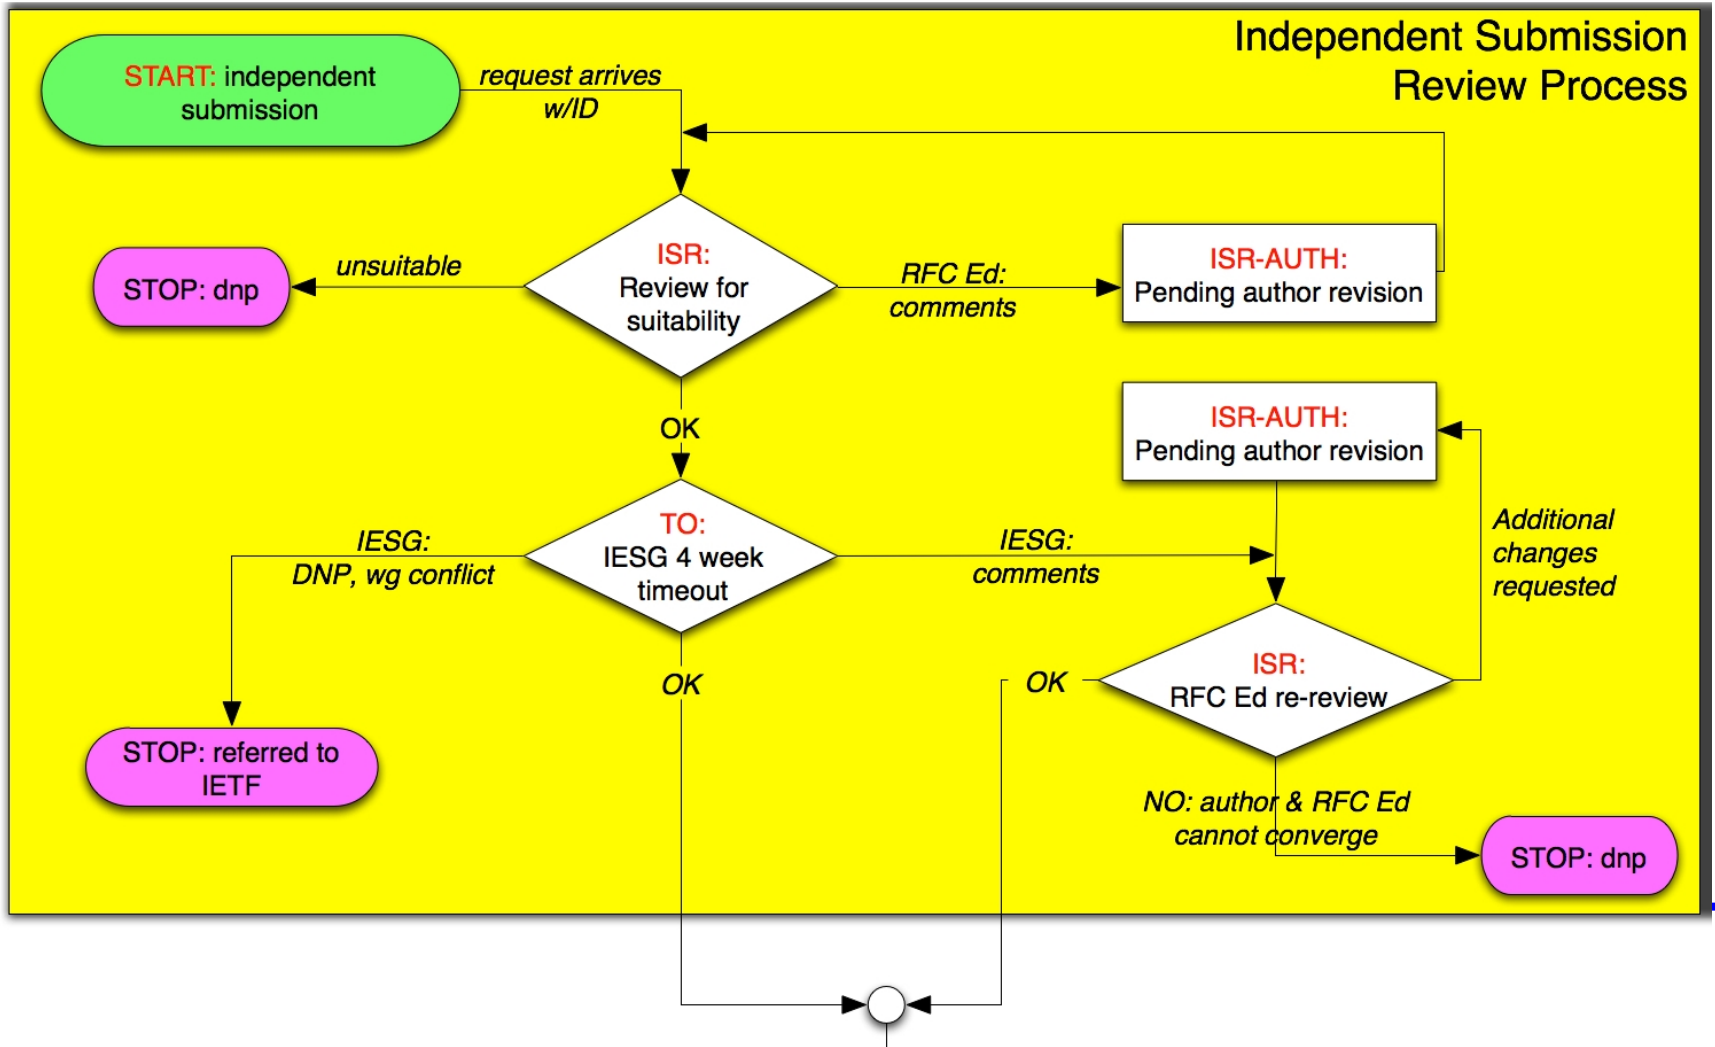 Independent Submission
Review Process
START: independent
submission
request arrives
w/ID
ISR:
Review for
suitability
unsuitable
STOP: dnp
RFC Ed:
comments
ISR-AUTH:
Pending author revision
OK
ISR-AUTH:
Pending author revision
TO:
IESG 4 week
timeout
IESG:
DNP, wg conflict
IESG:
comments
Additional
changes
requested
STOP: referred to
IETF
OK
OK
ISR:
RFC Ed re-review
NO: author & RFC Ed
cannot converge
STOP: dnp